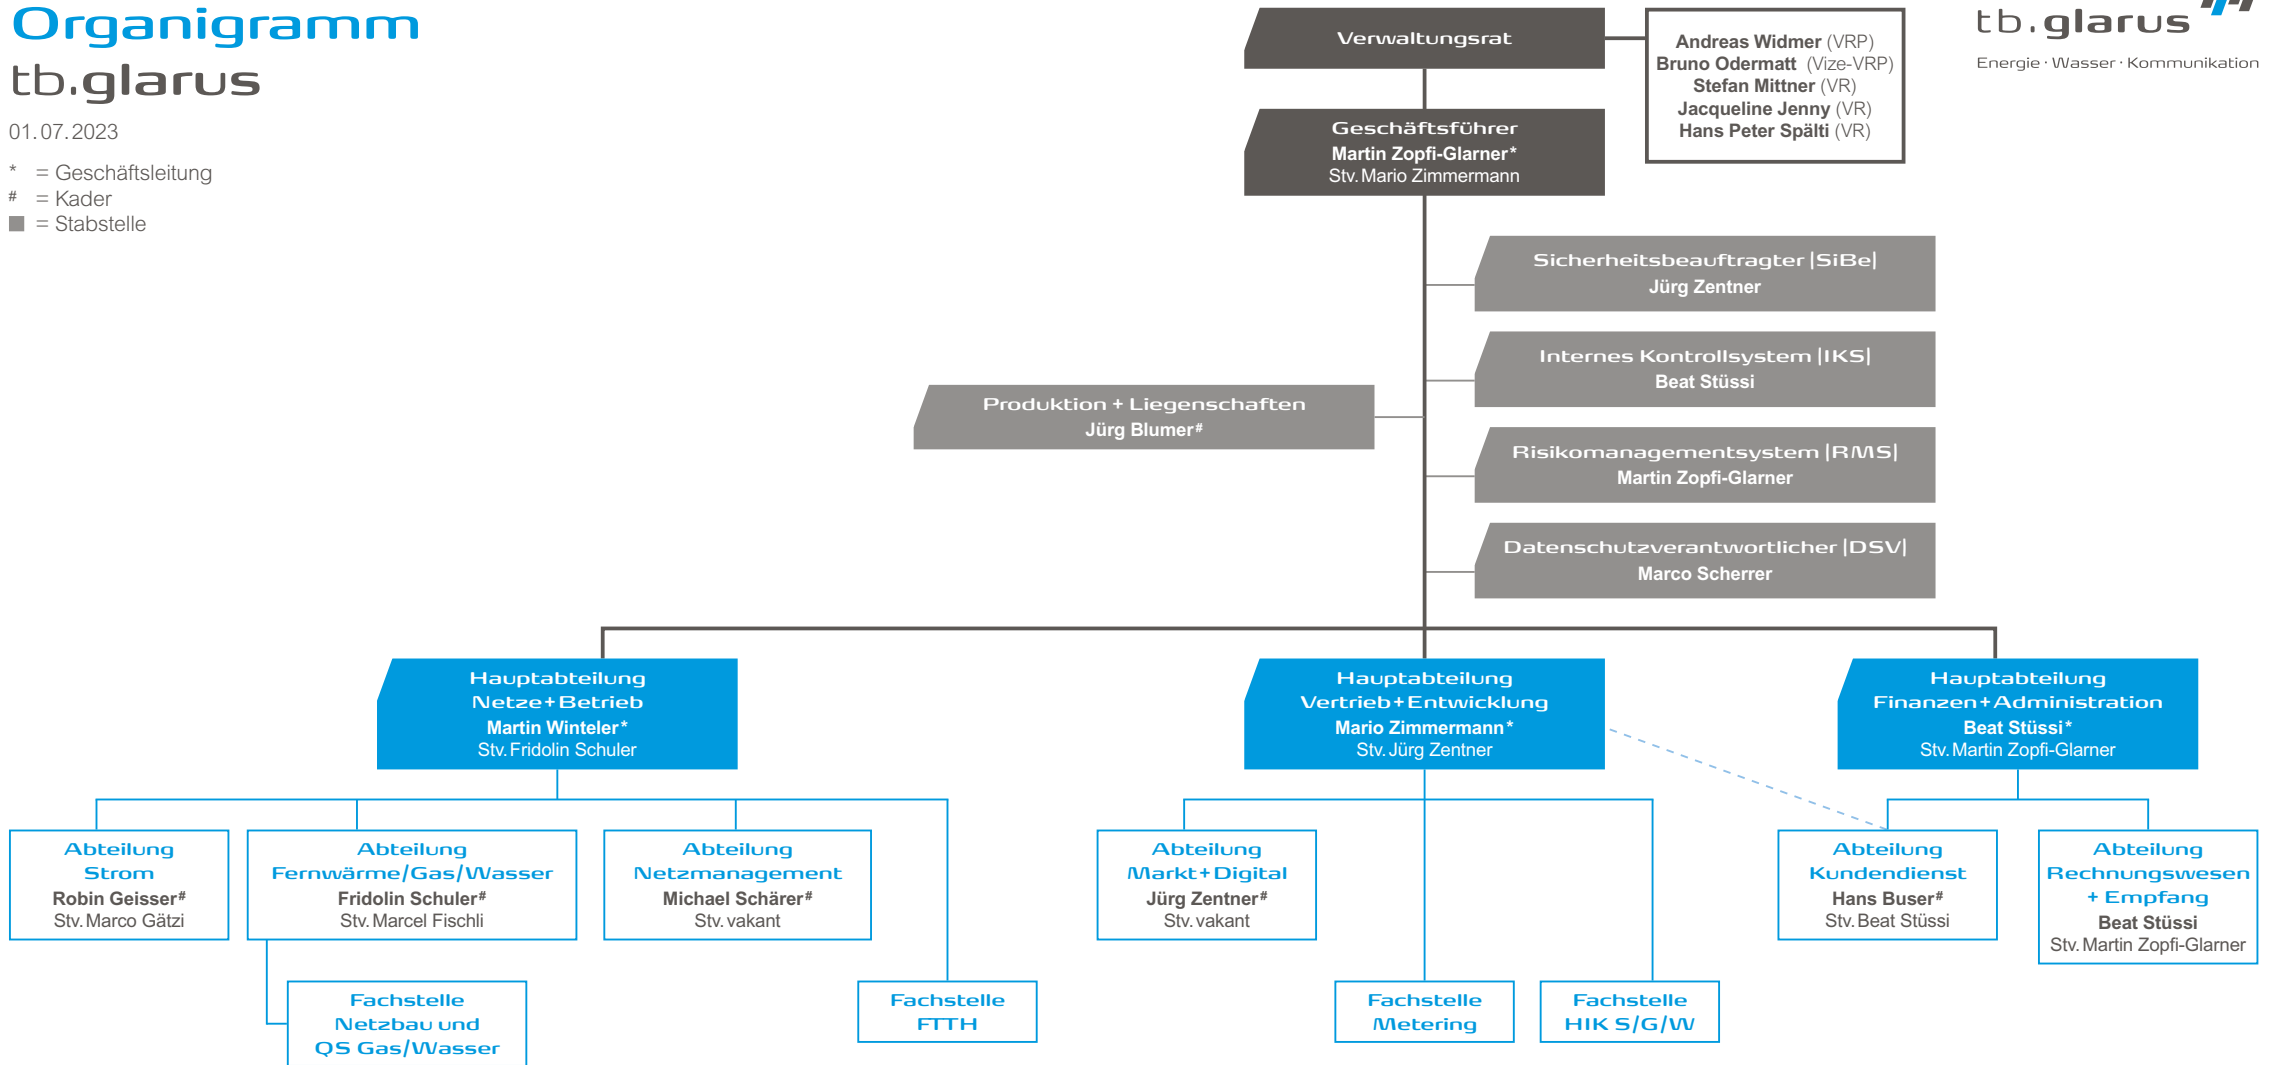 Organigramm
tb.glarus
01.07.2023
* = Geschäftsleitung
# = Kader
= Stabstelle
Verwaltungsrat
Andreas Widmer (VRP)
Bruno Odermatt (Vize-VRP)
Stefan Mittner (VR)
Jacqueline Jenny (VR)
Hans Peter Spälti (VR)
tb.glarus
Energie · Wasser · Kommunikation
Geschäftsführer
Martin Zopfi-Glarner*
Stv. Mario Zimmermann
Sicherheitsbeauftragter |SiBe|
Jürg Zentner
Internes Kontrollsystem |IKS|
Beat Stüssi
Produktion + Liegenschaften
Jürg Blumer#
Risikomanagementsystem |RMS|
Martin Zopfi-Glarner
Datenschutzverantwortlicher |DSV|
Marco Scherrer
Hauptabteilung
Netze+Betrieb
Martin Winteler*
Stv. Fridolin Schuler
Hauptabteilung
Vertrieb+Entwicklung
Mario Zimmermann*
Stv. Jürg Zentner
Hauptabteilung
Finanzen+Administration
Beat Stüssi*
Stv. Martin Zopfi-Glarner
Abteilung
Strom
Robin Geisser#
Stv. Marco Gätzi
Abteilung
Fernwärme/Gas/Wasser
Fridolin Schuler#
Stv. Marcel Fischli
Abteilung
Netzmanagement
Michael Schärer#
Stv. vakant
Abteilung
Markt+Digital
Jürg Zentner#
Stv. vakant
Abteilung
Kundendienst
Hans Buser#
Stv. Beat Stüssi
Abteilung
Rechnungswesen
+ Empfang
Beat Stüssi
Stv. Martin Zopfi-Glarner
Fachstelle
Netzbau und
QS Gas/Wasser
Fachstelle
FTTH
Fachstelle
Metering
Fachstelle
HIK S/G/W